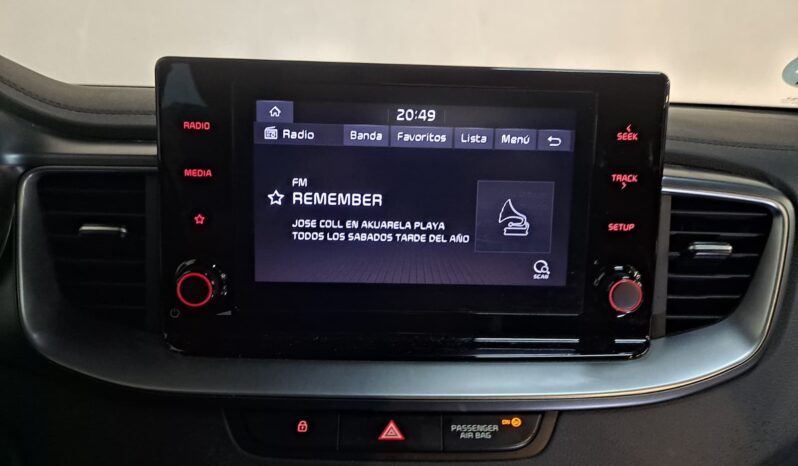 20:49
Radio Banda Favoritos Lista Menú
FM
REMEMBER
JOSE COLL EN AKUARELA PLAYA
TODOS LOS SABADOS TARDE DEL AÑO
SCAN
RADIO
MEDIA
SEEK
TRACK
SETUP
PASSENGER
AIR BAG
ON